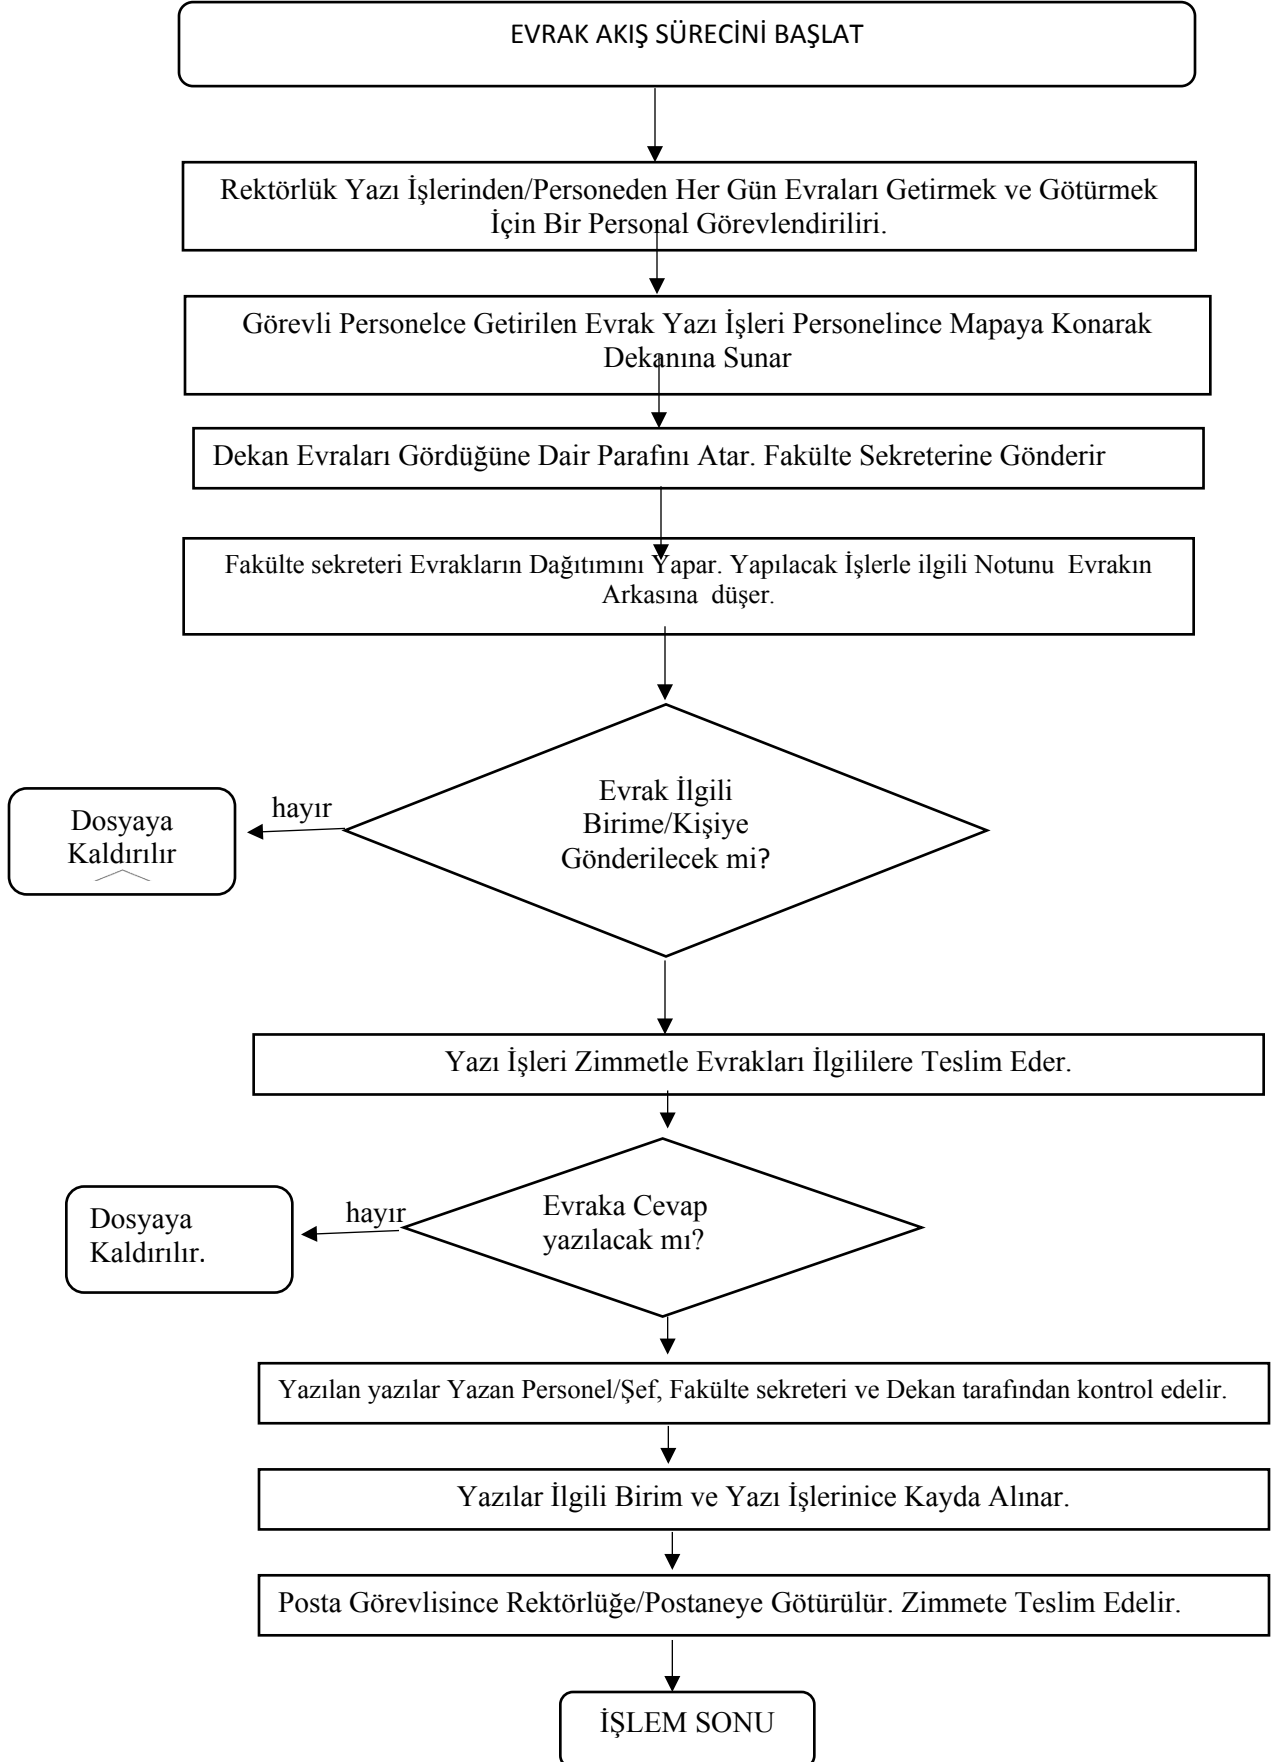 EVRAK AKIŞ SÜRECİNİ BAŞLAT
Rektörlük Yazı İşlerinden/Personeden Her Gün Evraları Getirmek ve Götürmek
İçin Bir Personal Görevlendiriliri.
Görevli Personelce Getirilen Evrak Yazı İşleri Personelince Mapaya Konarak
Dekanına Sunar
Dekan Evraları Gördüğüne Dair Parafını Atar. Fakülte Sekreterine Gönderir
Fakülte sekreteri Evrakların Dağıtımını Yapar. Yapılacak İşlerle ilgili Notunu Evrakın
Arkasına düşer.
Evrak İlgili
Birime/Kişiye
Gönderilecek mi?
hayır
Dosyaya
Kaldırılır
Yazı İşleri Zimmetle Evrakları İlgililere Teslim Eder.
Evraka Cevap
yazılacak mı?
hayır
Dosyaya
Kaldırılır.
Yazılan yazılar Yazan Personel/Şef, Fakülte sekreteri ve Dekan tarafından kontrol edelir.
Yazılar İlgili Birim ve Yazı İşlerinice Kayda Alınar.
Posta Görevlisince Rektörlüğe/Postaneye Götürülür. Zimmete Teslim Edelir.
İŞLEM SONU